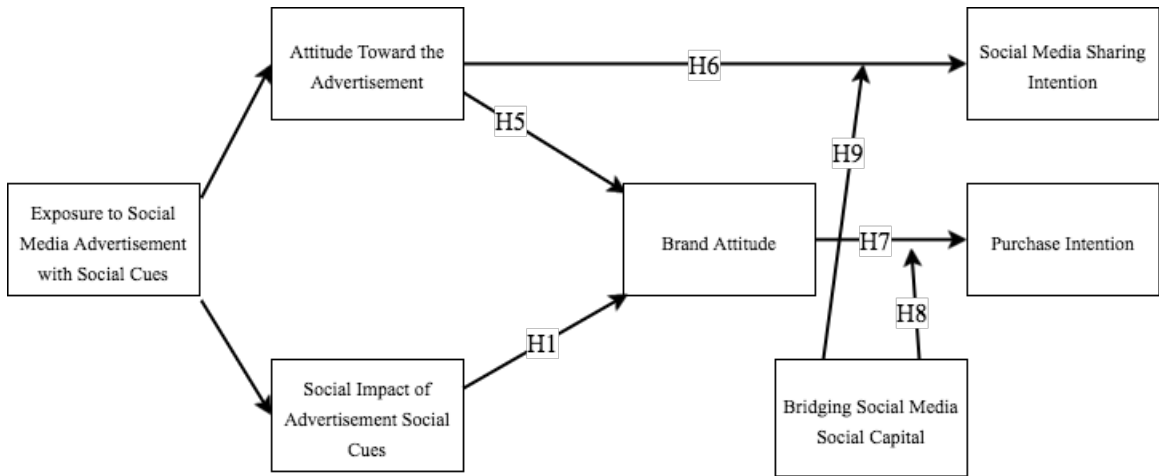 Attitude Toward the
Advertisement
H6
Social Media Sharing
Intention
H5
H9
Exposure to Social
Media Advertisement
with Social Cues
Brand Attitude
H7
Purchase Intention
H8
H1
Social Impact of
Advertisement Social
Cues
Bridging Social Media
Social Capital